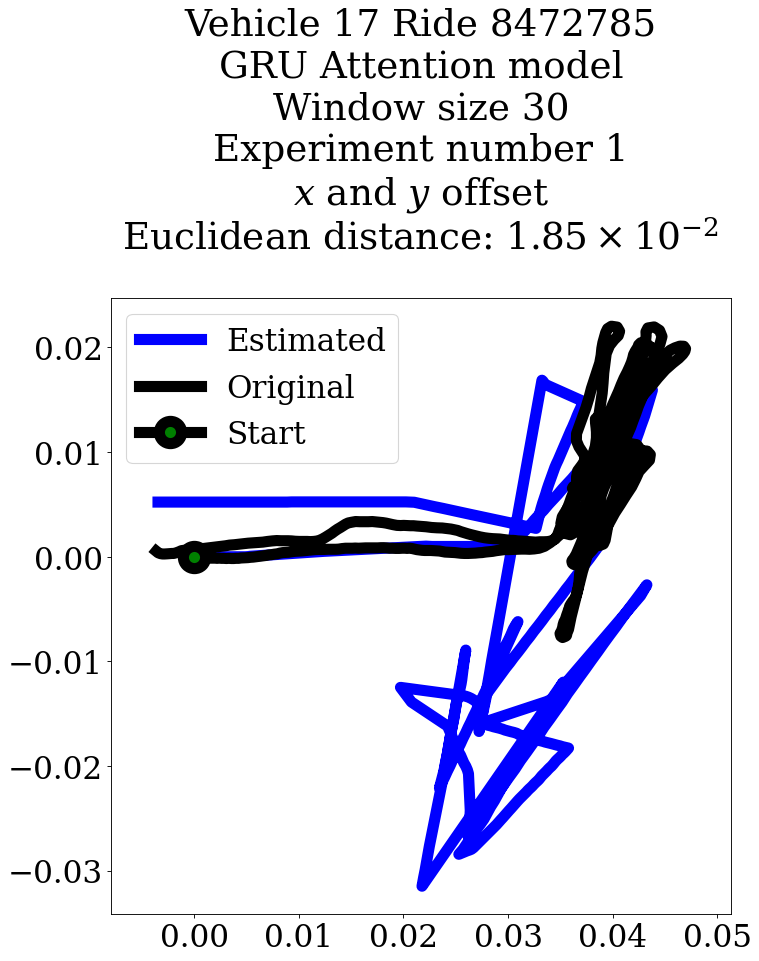 Vehicle 17 Ride 8472785
GRU Attention model
Window size 30
Experiment number 1
x and y offset
Euclidean distance: 1.85 × 10⁻²
Estimated
Original
Start
0.02
0.01
0.00
−0.01
−0.02
−0.03
0.00 0.01 0.02 0.03 0.04 0.05